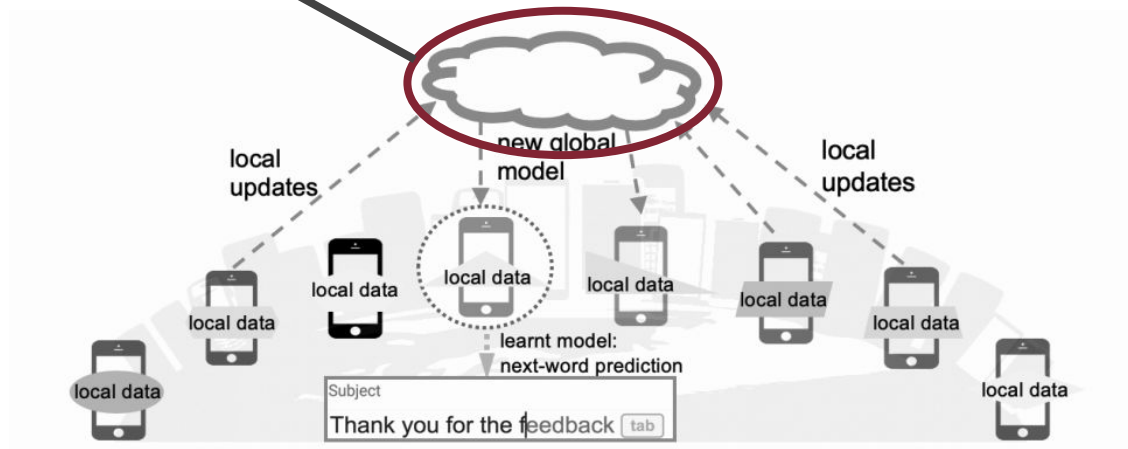 new global
model
local
updates
local
updates
local data
local data
local data
local data
local data
local data
local data
local data
learnt model:
next-word prediction
Subject
Thank you for the feedback tab